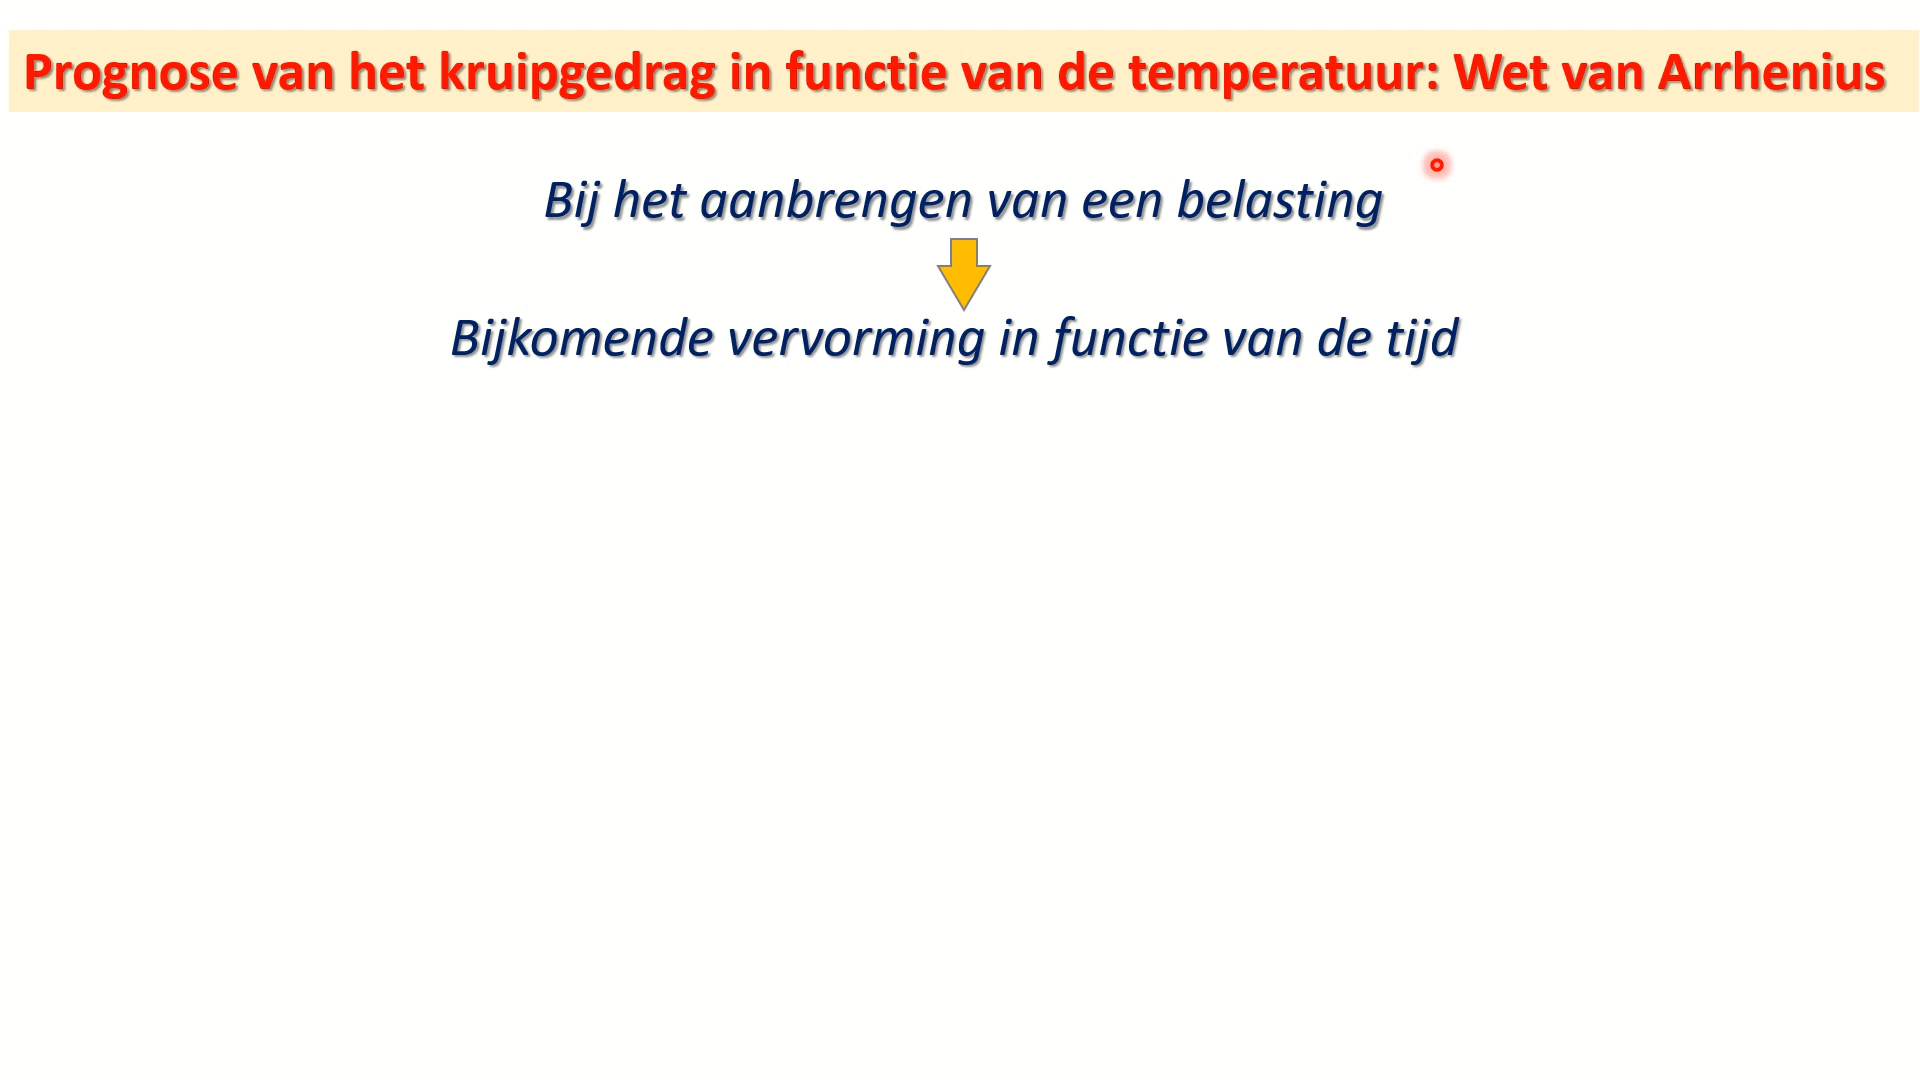 Prognose van het kruipgedrag in functie van de temperatuur: Wet van Arrhenius
Bij het aanbrengen van een belasting
Bijkomende vervorming in functie van de tijd